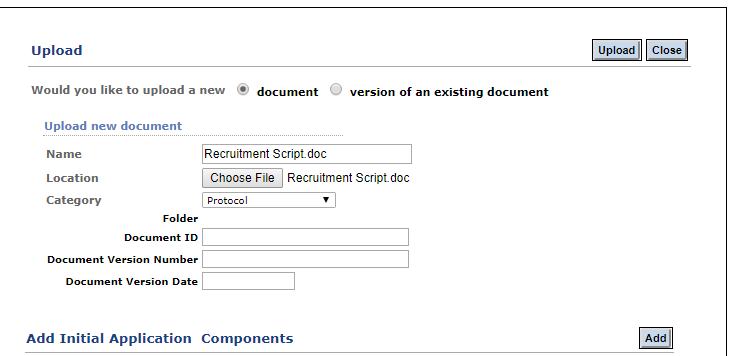 Upload Upload Close
Would you like to upload a new document version of an existing document
Upload new document
Name Recruitment Script.doc
Location Choose File Recruitment Script.doc
Category Protocol
Folder
Document ID
Document Version Number
Document Version Date
Add Initial Application Components Add